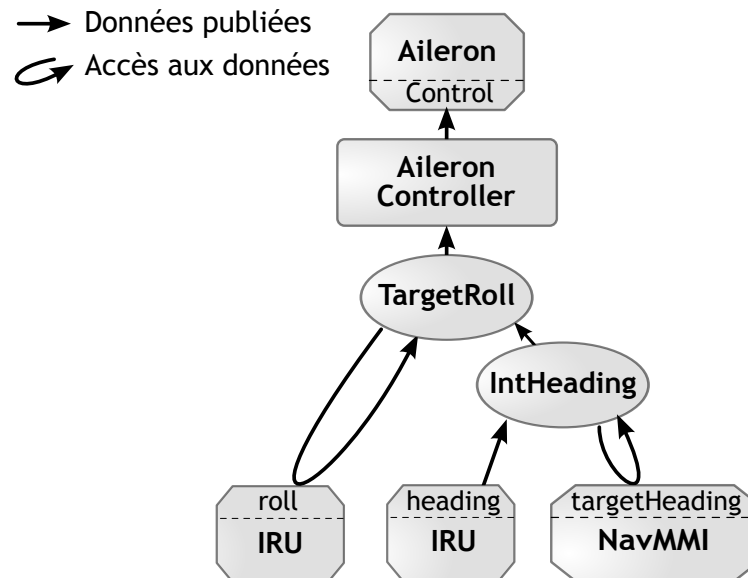 Données publiées
Accès aux données
Aileron
Control
Aileron
Controller
TargetRoll
IntHeading
roll
IRU
heading
IRU
targetHeading
NavMMI